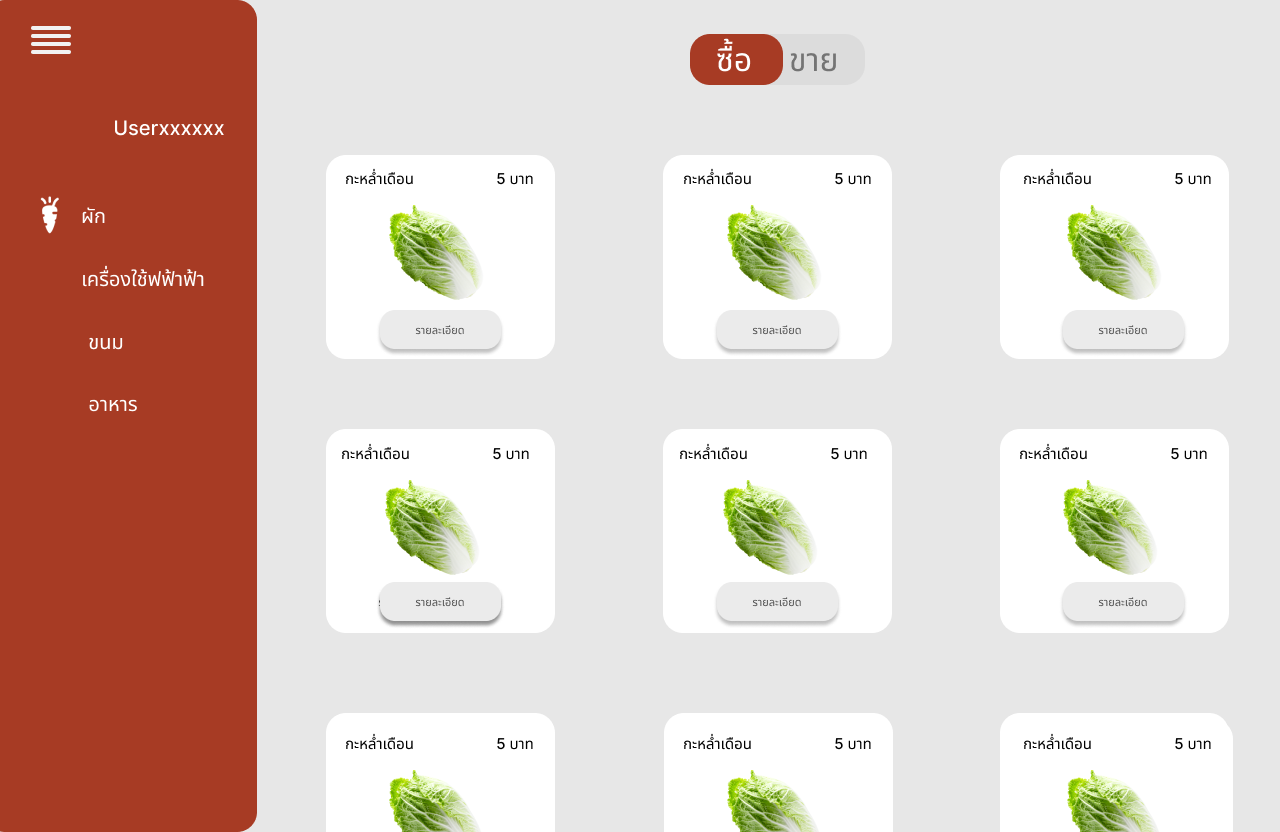 ซื้อ ขาย
Userxxxxxx
ผัก
เครื่องใช้ฟฟ้าฟ้า
ขนม
อาหาร
กะหล่ำเดือน 5 บาท
รายละเอียด
กะหล่ำเดือน 5 บาท
รายละเอียด
กะหล่ำเดือน 5 บาท
รายละเอียด
กะหล่ำเดือน 5 บาท
รายละเอียด
กะหล่ำเดือน 5 บาท
รายละเอียด
กะหล่ำเดือน 5 บาท
รายละเอียด
กะหล่ำเดือน 5 บาท
กะหล่ำเดือน 5 บาท
กะหล่ำเดือน 5 บาท